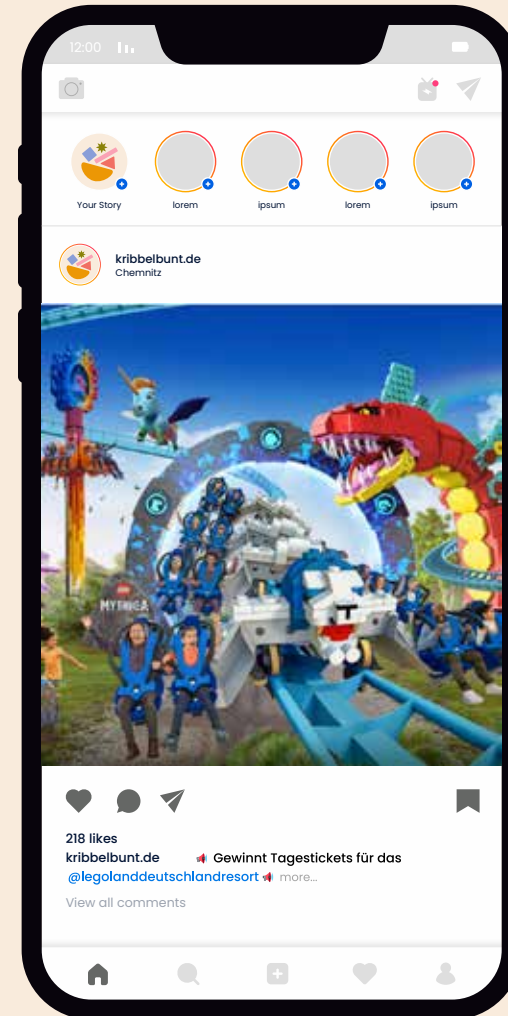 12:00
Your Story
lorem
ipsum
lorem
ipsum
kribbelbunt.de
Chemnitz
LEGO
MYTHICA
218 likes
kribbelbunt.de 📢 Gewinnt Tagestickets für das
@legolanddeutschlandresort 📢 more...
View all comments